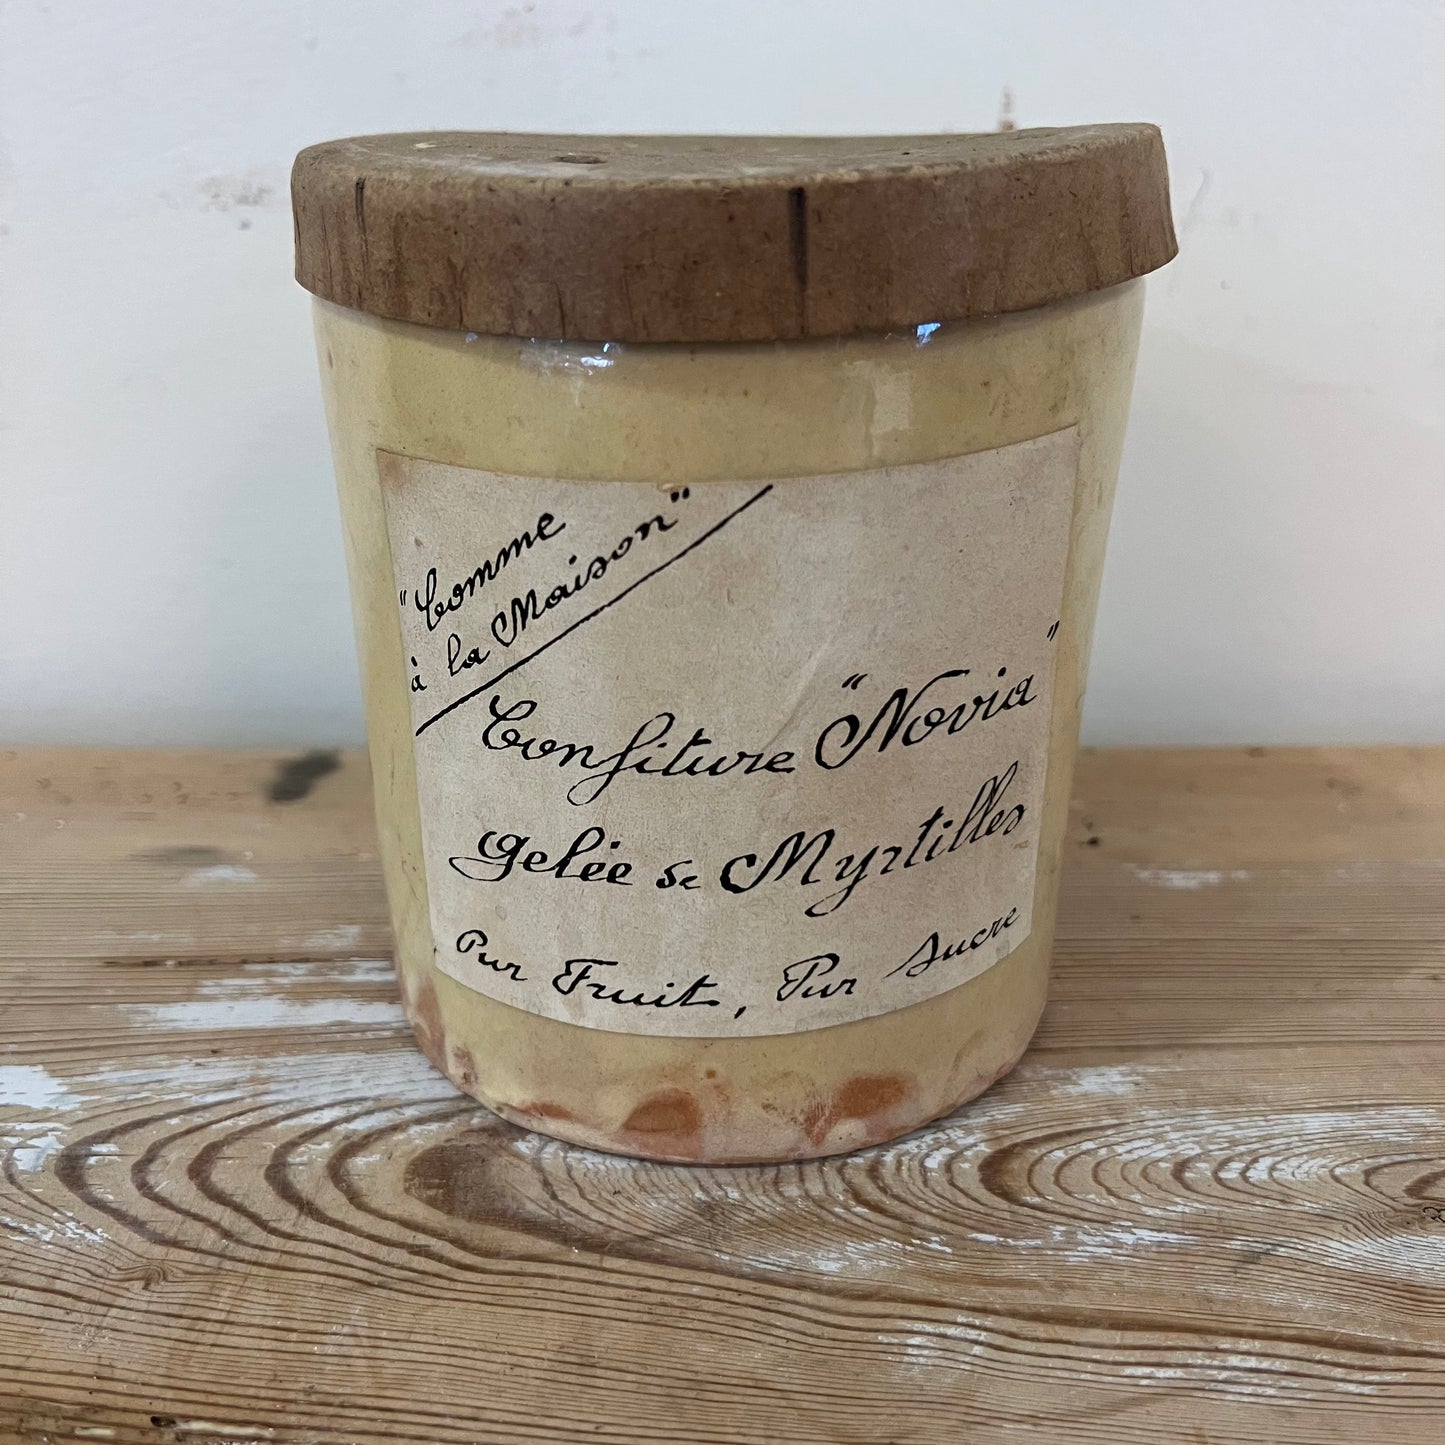 "Comme
à la Maison"
Confiture "Novia"
Gelée de Myrtilles
Pur Fruit, Pur Sucre